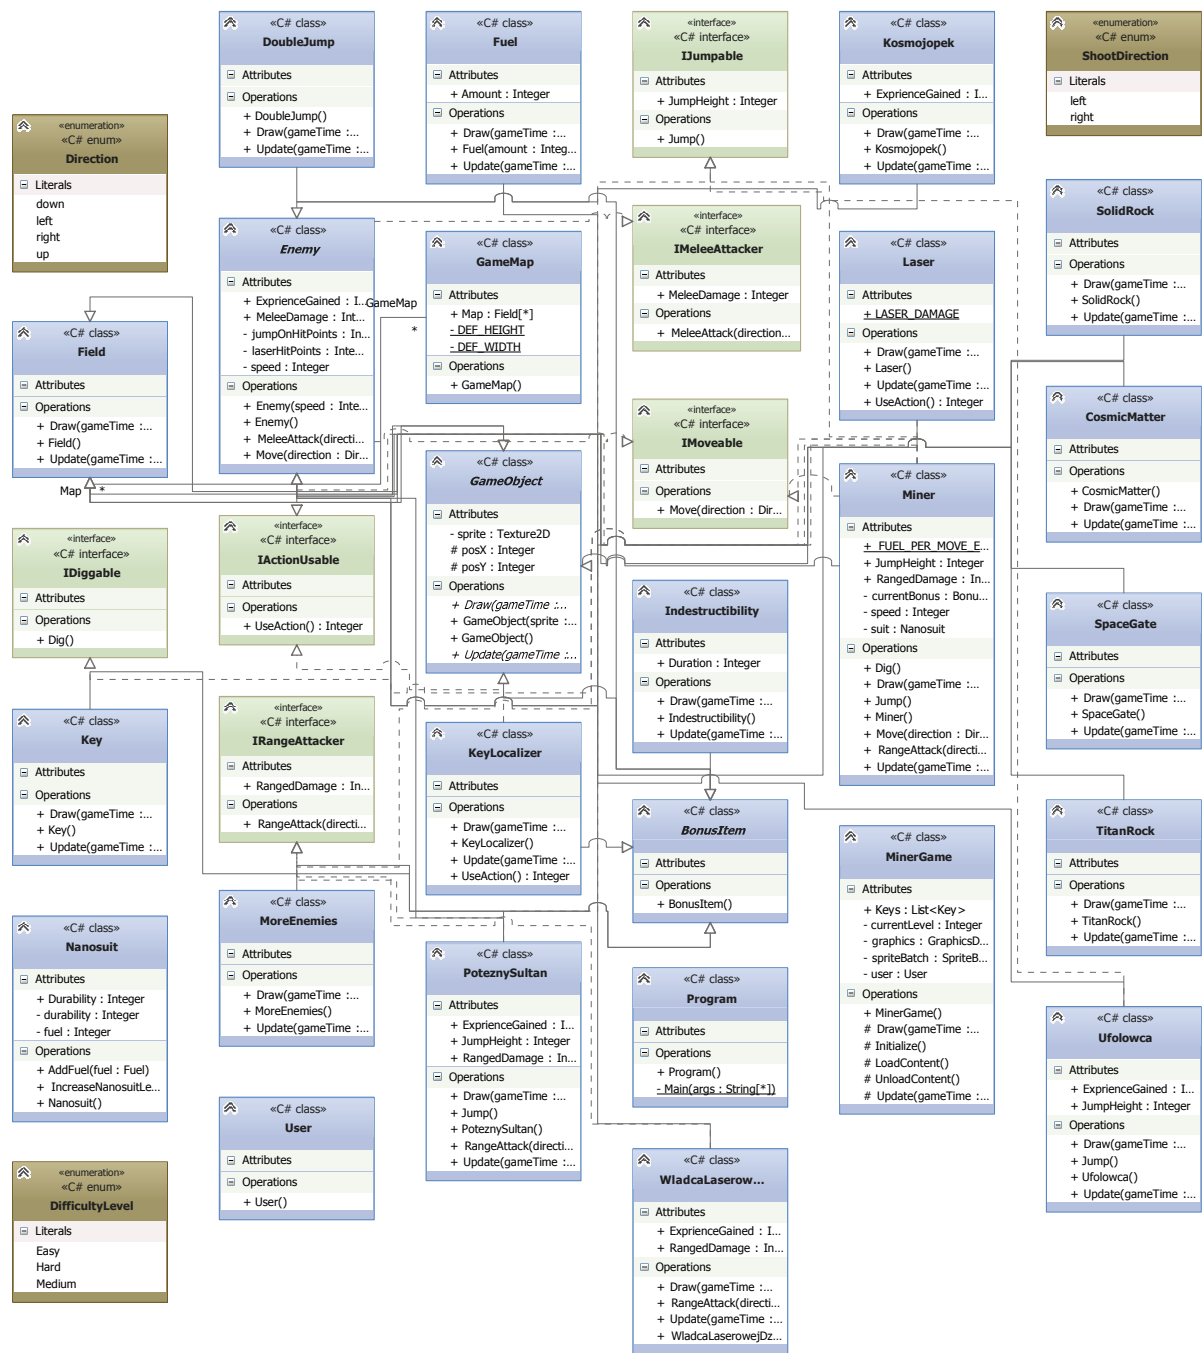 «C# class»
DoubleJump
Attributes
Operations
+ DoubleJump()
+ Draw(gameTime :...
+ Update(gameTime :...
«C# class»
Fuel
Attributes
+ Amount : Integer
Operations
+ Draw(gameTime :...
+ Fuel(amount : Integ...
+ Update(gameTime :...
«interface»
«C# interface»
IJumpable
Attributes
+ JumpHeight : Integer
Operations
+ Jump()
«C# class»
Kosmojopek
Attributes
+ ExprienceGained : I...
Operations
+ Draw(gameTime :...
+ Kosmojopek()
+ Update(gameTime :...
«enumeration»
«C# enum»
ShootDirection
Literals
left
right
«enumeration»
«C# enum»
Direction
Literals
down
left
right
up
«C# class»
Enemy
Attributes
+ ExprienceGained : I...
+ MeleeDamage : Int...
- jumpOnHitPoints : In...
- laserHitPoints : Inte...
- speed : Integer
Operations
+ Enemy(speed : Inte...
+ Enemy()
+ MeleeAttack(directi...
+ Move(direction : Dir...
GameMap
*
«C# class»
GameMap
Attributes
+ Map : Field[*]
- DEF_HEIGHT
- DEF_WIDTH
Operations
+ GameMap()
«interface»
«C# interface»
IMeleeAttacker
Attributes
+ MeleeDamage : Integer
Operations
+ MeleeAttack(direction...
«C# class»
Laser
Attributes
+ LASER_DAMAGE
Operations
+ Draw(gameTime :...
+ Laser()
+ Update(gameTime :...
+ UseAction() : Integer
«C# class»
SolidRock
Attributes
Operations
+ Draw(gameTime :...
+ SolidRock()
+ Update(gameTime :...
«C# class»
Field
Attributes
Operations
+ Draw(gameTime :...
+ Field()
+ Update(gameTime :...
Map
*
«interface»
«C# interface»
IMoveable
Attributes
Operations
+ Move(direction : Dir...
«C# class»
CosmicMatter
Attributes
Operations
+ CosmicMatter()
+ Draw(gameTime :...
+ Update(gameTime :...
«C# class»
GameObject
Attributes
- sprite : Texture2D
# posX : Integer
# posY : Integer
Operations
+ Draw(gameTime :...
+ GameObject(sprite :...
+ GameObject()
+ Update(gameTime :...
«C# class»
Miner
Attributes
+ FUEL_PER_MOVE_E...
+ JumpHeight : Integer
+ RangedDamage : In...
- currentBonus : Bonu...
- speed : Integer
- suit : Nanosuit
Operations
+ Dig()
+ Draw(gameTime :...
+ Jump()
+ Miner()
+ Move(direction : Dir...
+ RangeAttack(directi...
+ Update(gameTime :...
«interface»
«C# interface»
IDiggable
Attributes
Operations
+ Dig()
«interface»
«C# interface»
IActionUsable
Attributes
Operations
+ UseAction() : Integer
«C# class»
Indestructibility
Attributes
+ Duration : Integer
Operations
+ Draw(gameTime :...
+ Indestructibility()
+ Update(gameTime :...
«C# class»
SpaceGate
Attributes
Operations
+ Draw(gameTime :...
+ SpaceGate()
+ Update(gameTime :...
«C# class»
Key
Attributes
Operations
+ Draw(gameTime :...
+ Key()
+ Update(gameTime :...
«interface»
«C# interface»
IRangeAttacker
Attributes
+ RangedDamage : In...
Operations
+ RangeAttack(directi...
«C# class»
KeyLocalizer
Attributes
Operations
+ Draw(gameTime :...
+ KeyLocalizer()
+ Update(gameTime :...
+ UseAction() : Integer
«C# class»
BonusItem
Attributes
Operations
+ BonusItem()
«C# class»
MinerGame
Attributes
+ Keys : List<Key>
- currentLevel : Integer
- graphics : GraphicsD...
- spriteBatch : SpriteB...
- user : User
Operations
+ MinerGame()
# Draw(gameTime :...
# Initialize()
# LoadContent()
# UnloadContent()
# Update(gameTime :...
«C# class»
TitanRock
Attributes
Operations
+ Draw(gameTime :...
+ TitanRock()
+ Update(gameTime :...
«C# class»
Nanosuit
Attributes
+ Durability : Integer
- durability : Integer
- fuel : Integer
Operations
+ AddFuel(fuel : Fuel)
+ IncreaseNanosuitLe...
+ Nanosuit()
«C# class»
MoreEnemies
Attributes
Operations
+ Draw(gameTime :...
+ MoreEnemies()
+ Update(gameTime :...
«C# class»
PoteznySultan
Attributes
+ ExprienceGained : I...
+ JumpHeight : Integer
+ RangedDamage : In...
Operations
+ Draw(gameTime :...
+ Jump()
+ PoteznySultan()
+ RangeAttack(directi...
+ Update(gameTime :...
«C# class»
Program
Attributes
Operations
+ Program()
- Main(args : String[*])
«C# class»
Ufolowca
Attributes
+ ExprienceGained : I...
+ JumpHeight : Integer
Operations
+ Draw(gameTime :...
+ Jump()
+ Ufolowca()
+ Update(gameTime :...
«C# class»
User
Attributes
Operations
+ User()
«enumeration»
«C# enum»
DifficultyLevel
Literals
Easy
Hard
Medium
«C# class»
WladcaLaserow...
Attributes
+ ExprienceGained : I...
+ RangedDamage : In...
Operations
+ Draw(gameTime :...
+ RangeAttack(directi...
+ Update(gameTime :...
+ WladcaLaserowejDz...